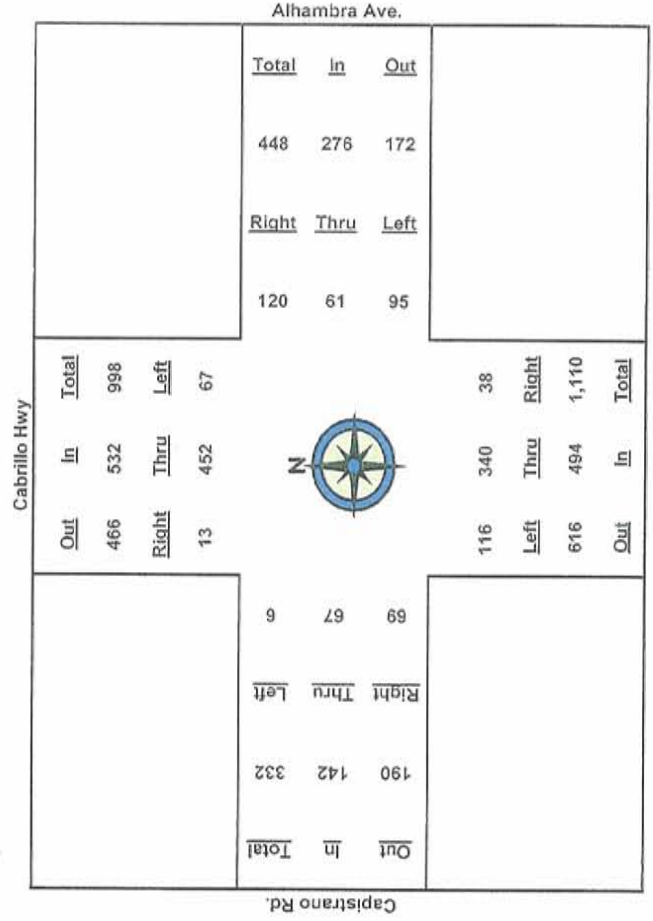 Alhambra Ave.
Total In Out
448 276 172
Right Thru Left
120 61 95
Cabrillo Hwy
Out In Total
466 532 998
Right Thru Left
13 452 67
N
116 340 38
Left Thru Right
616 494 1,110
Out In Total
Capistrano Rd.
Out In Total
190 142 332
Right Thru Left
69 67 6